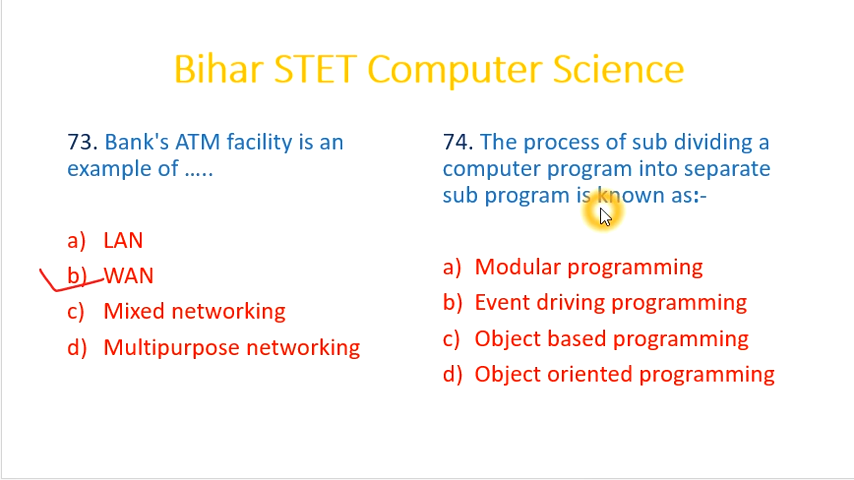 Bihar STET Computer Science
73. Bank's ATM facility is an
example of .....
a) LAN
b) WAN
c) Mixed networking
d) Multipurpose networking
74. The process of sub dividing a
computer program into separate
sub program is known as:-
a) Modular programming
b) Event driving programming
c) Object based programming
d) Object oriented programming